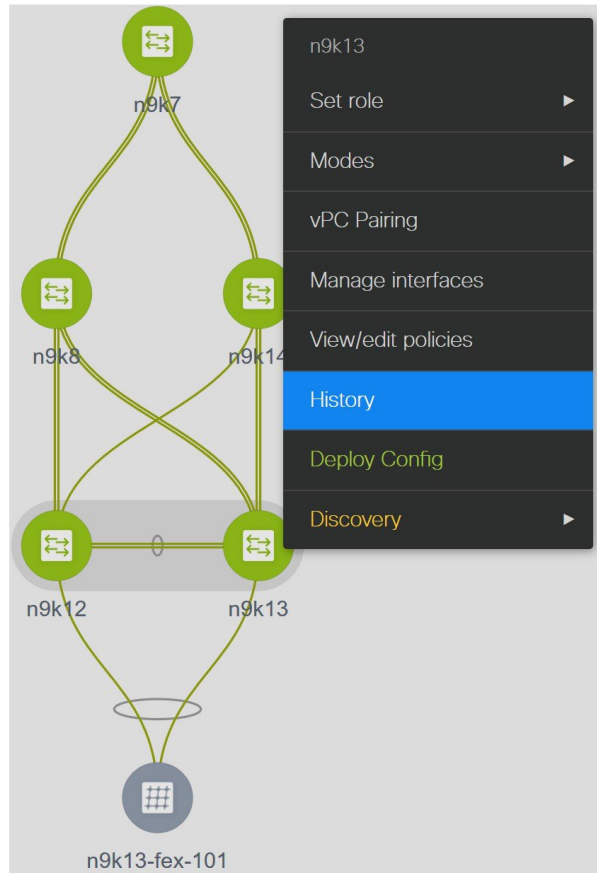 n9k7
n9k13
Set role
Modes
vPC Pairing
Manage interfaces
View/edit policies
History
Deploy Config
Discovery
n9k8
n9k14
n9k12
n9k13
n9k13-fex-101